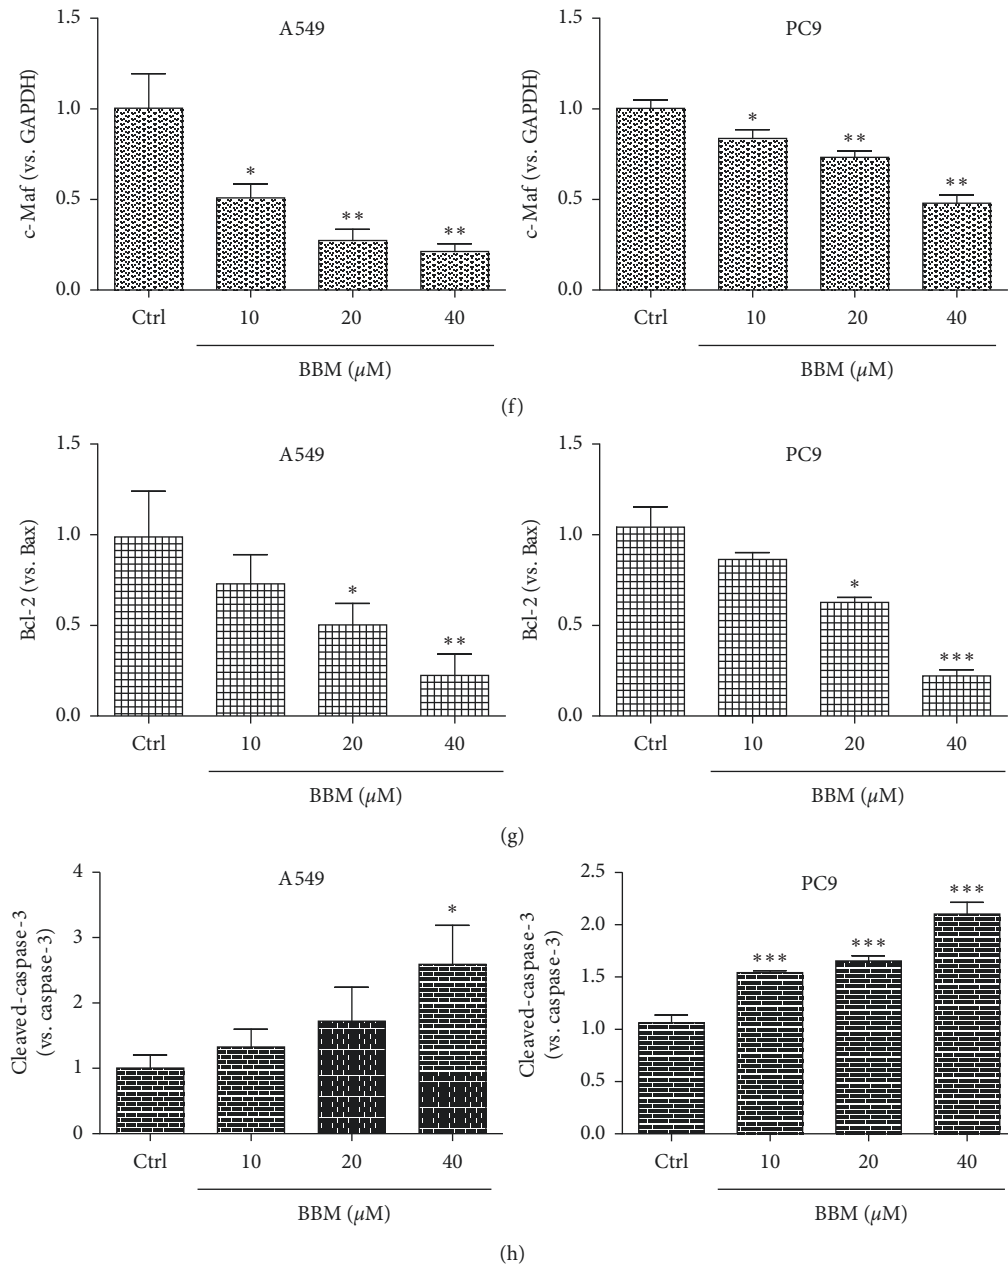 A549
c-Maf (vs. GAPDH)
1.5
1.0
0.5
0.0
*
**
**
Ctrl 10 20 40
BBM (µM)
PC9
c-Maf (vs. GAPDH)
1.5
1.0
0.5
0.0
*
**
**
Ctrl 10 20 40
BBM (µM)
(f)
A549
Bcl-2 (vs. Bax)
1.5
1.0
0.5
0.0
*
**
Ctrl 10 20 40
BBM (µM)
PC9
Bcl-2 (vs. Bax)
1.5
1.0
0.5
0.0
*
***
Ctrl 10 20 40
BBM (µM)
(g)
A549
Cleaved-caspase-3
(vs. caspase-3)
4
3
2
1
0
*
Ctrl 10 20 40
BBM (µM)
PC9
Cleaved-caspase-3
(vs. caspase-3)
2.5
2.0
1.5
1.0
0.5
0.0
***
***
***
Ctrl 10 20 40
BBM (µM)
(h)